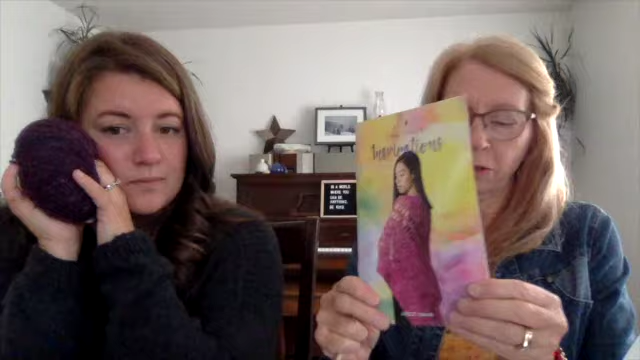 Inspirations
IN A WORLD
WHERE YOU
CAN BE
ANYTHING,
BE KIND.